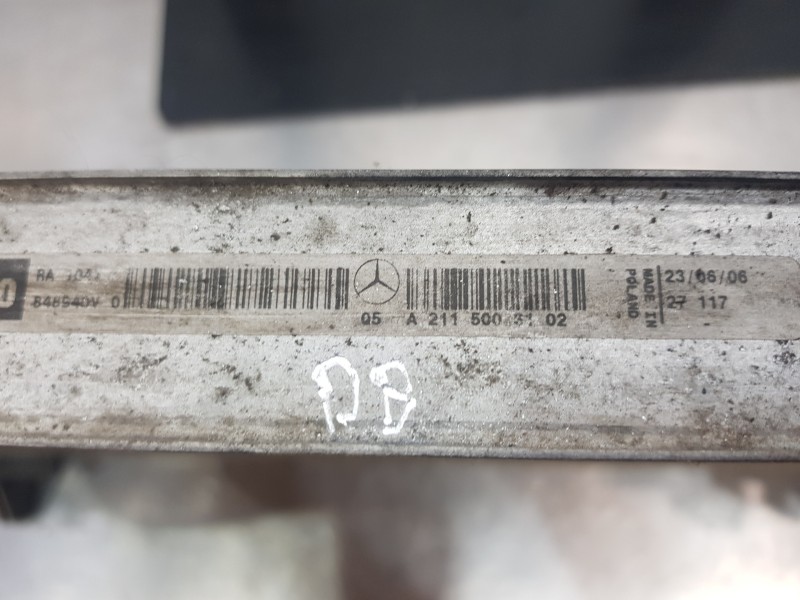 RA
846940V 0
05 A 211 500 31 02
MADE IN
POLAND
23/06/06
27 117